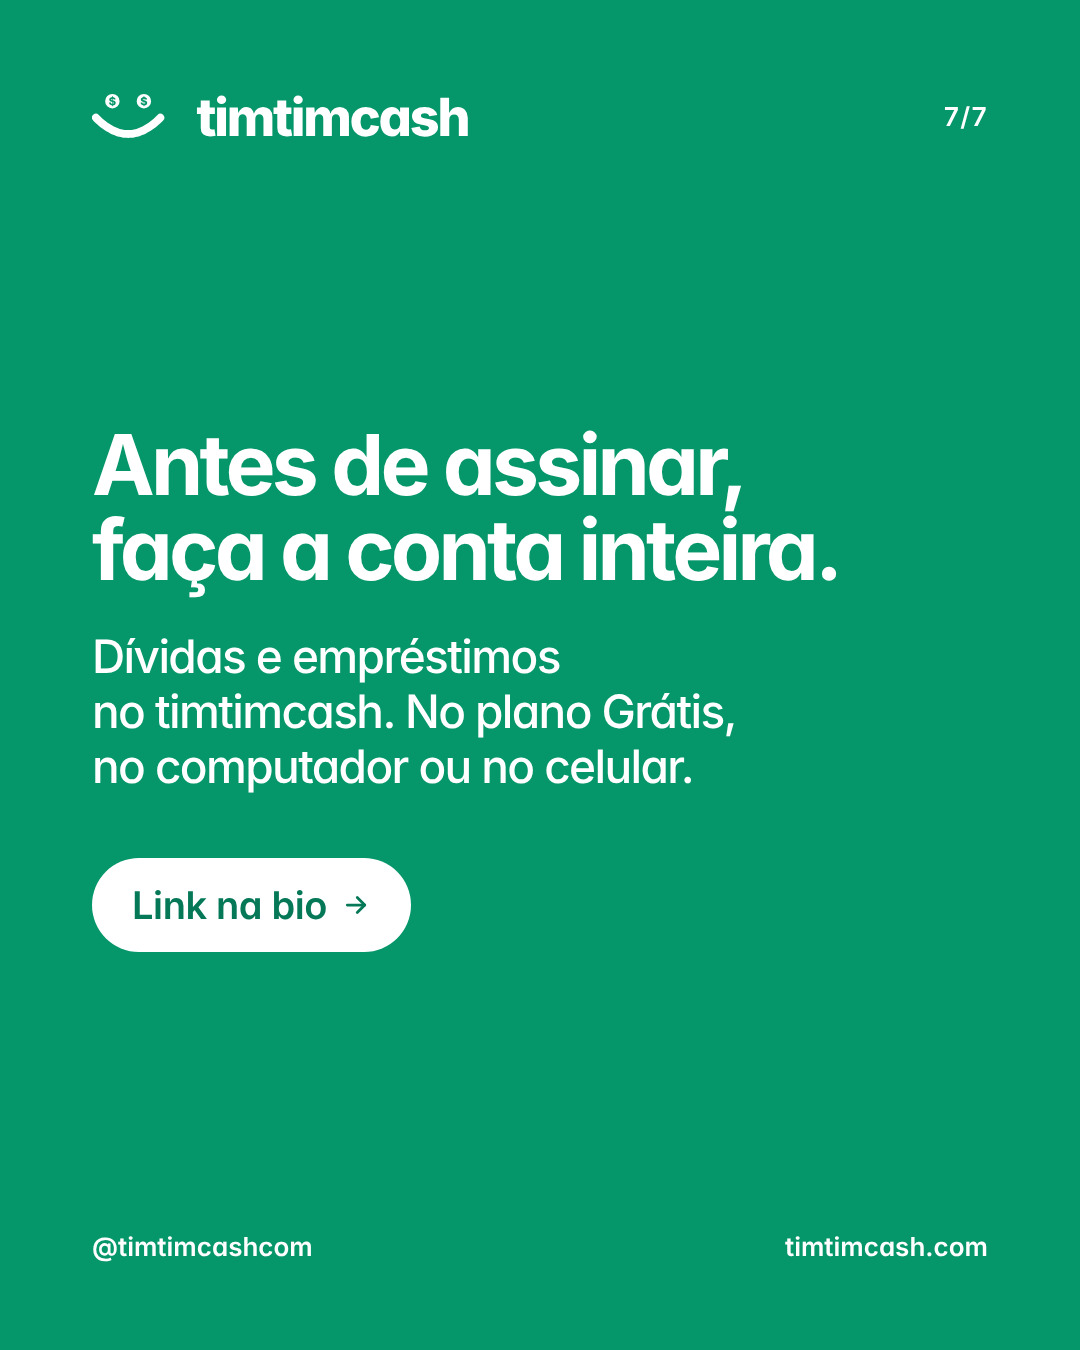 timtimcash
7/7
Antes de assinar,
faça a conta inteira.
Dívidas e empréstimos
no timtimcash. No plano Grátis,
no computador ou no celular.
Link na bio →
@timtimcashcom
timtimcash.com